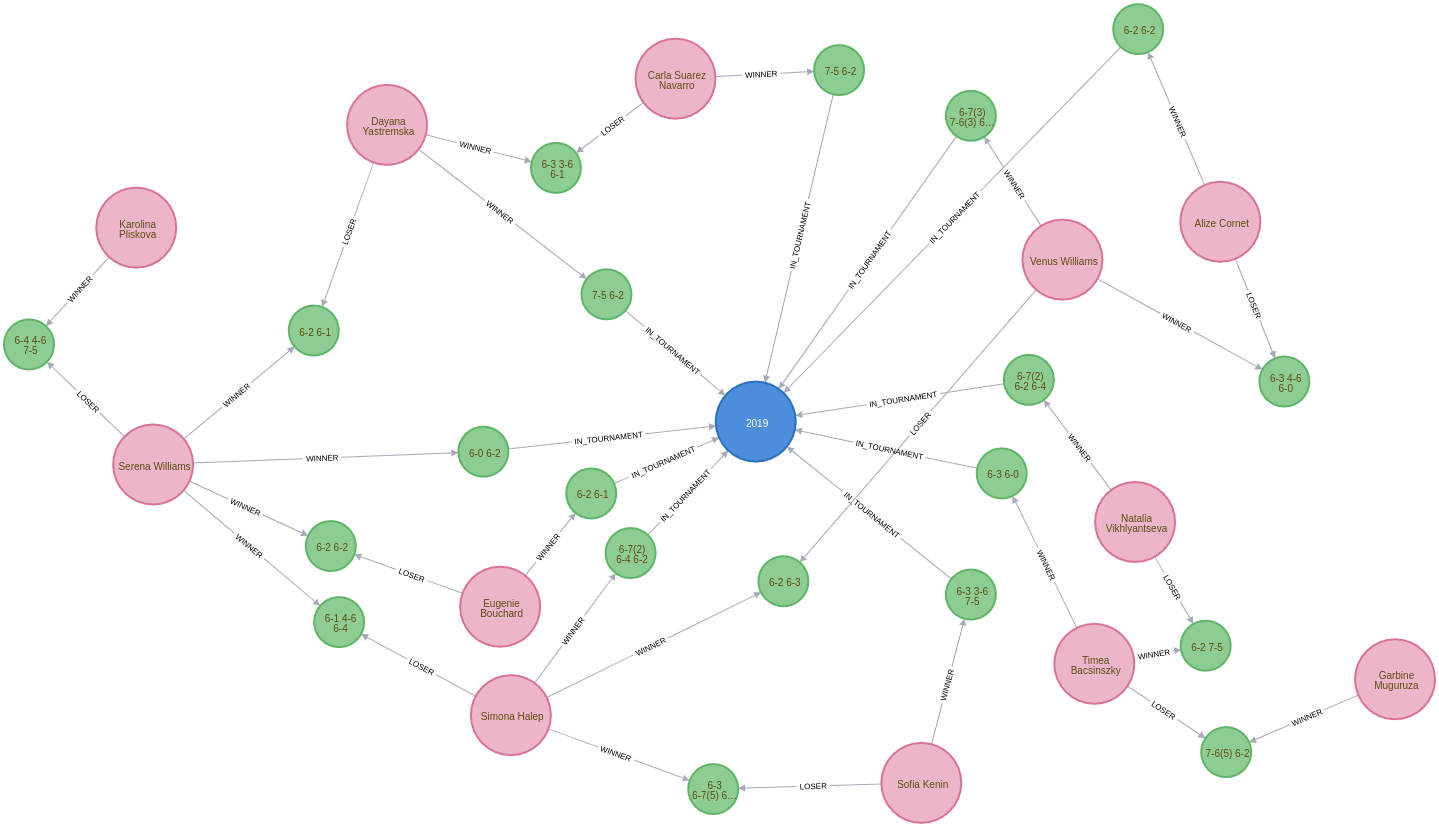 6-2 6-2
WINNER
Carla Suarez
Navarro
WINNER
7-5 6-2
LOSER
6-7(3)
7-6(3) 6...
Dayana
Yastremska
WINNER
6-3 3-6
6-1
WINNER
WINNER
Alize Cornet
Venus Williams
WINNER
LOSER
IN_TOURNAMENT
IN_TOURNAMENT
IN_TOURNAMENT
Karolina
Pliskova
WINNER
LOSER
6-4 4-6
7-5
6-2 6-1
7-5 6-2
IN_TOURNAMENT
WINNER
6-3 4-6
6-0
6-7(2)
6-2 6-4
IN_TOURNAMENT
LOSER
WINNER
LOSER
2019
IN_TOURNAMENT
6-3 6-0
WINNER
Serena Williams
WINNER
6-0 6-2
IN_TOURNAMENT
IN_TOURNAMENT
6-2 6-1
IN_TOURNAMENT
IN_TOURNAMENT
Natalia
Vikhlyantseva
WINNER
6-2 6-2
WINNER
WINNER
6-7(2)
6-4 6-2
WINNER
LOSER
LOSER
6-2 6-3
6-3 3-6
7-5
Eugenie
Bouchard
6-1 4-6
6-4
WINNER
WINNER
LOSER
6-2 7-5
WINNER
Timea
Bacsinszky
Garbine
Muguruza
LOSER
WINNER
WINNER
Simona Halep
WINNER
7-6(5) 6-2
6-3
6-7(5) 6...
LOSER
Sofia Kenin